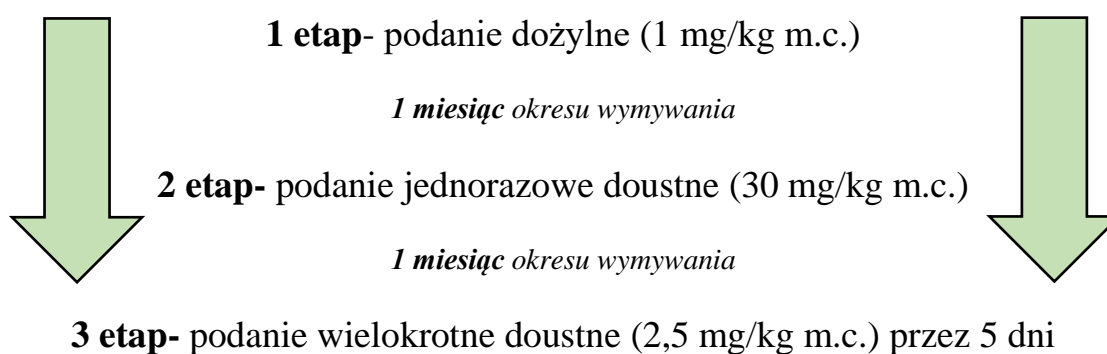 1 etap- podanie dożylne (1 mg/kg m.c.)
1 miesiąc okresu wymywania
2 etap- podanie jednorazowe doustne (30 mg/kg m.c.)
1 miesiąc okresu wymywania
3 etap- podanie wielokrotne doustne (2,5 mg/kg m.c.) przez 5 dni